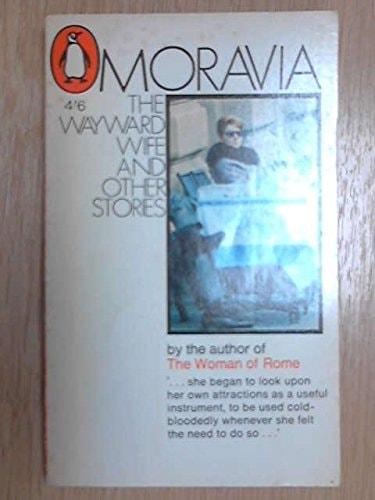 MORAVIA
4'6
THE
WAYWARD
WIFE
AND
OTHER
STORIES
by the author of
The Woman of Rome
'. . . she began to look upon
her own attractions as a useful
instrument, to be used cold-
bloodedly whenever she felt
the need to do so . . .'